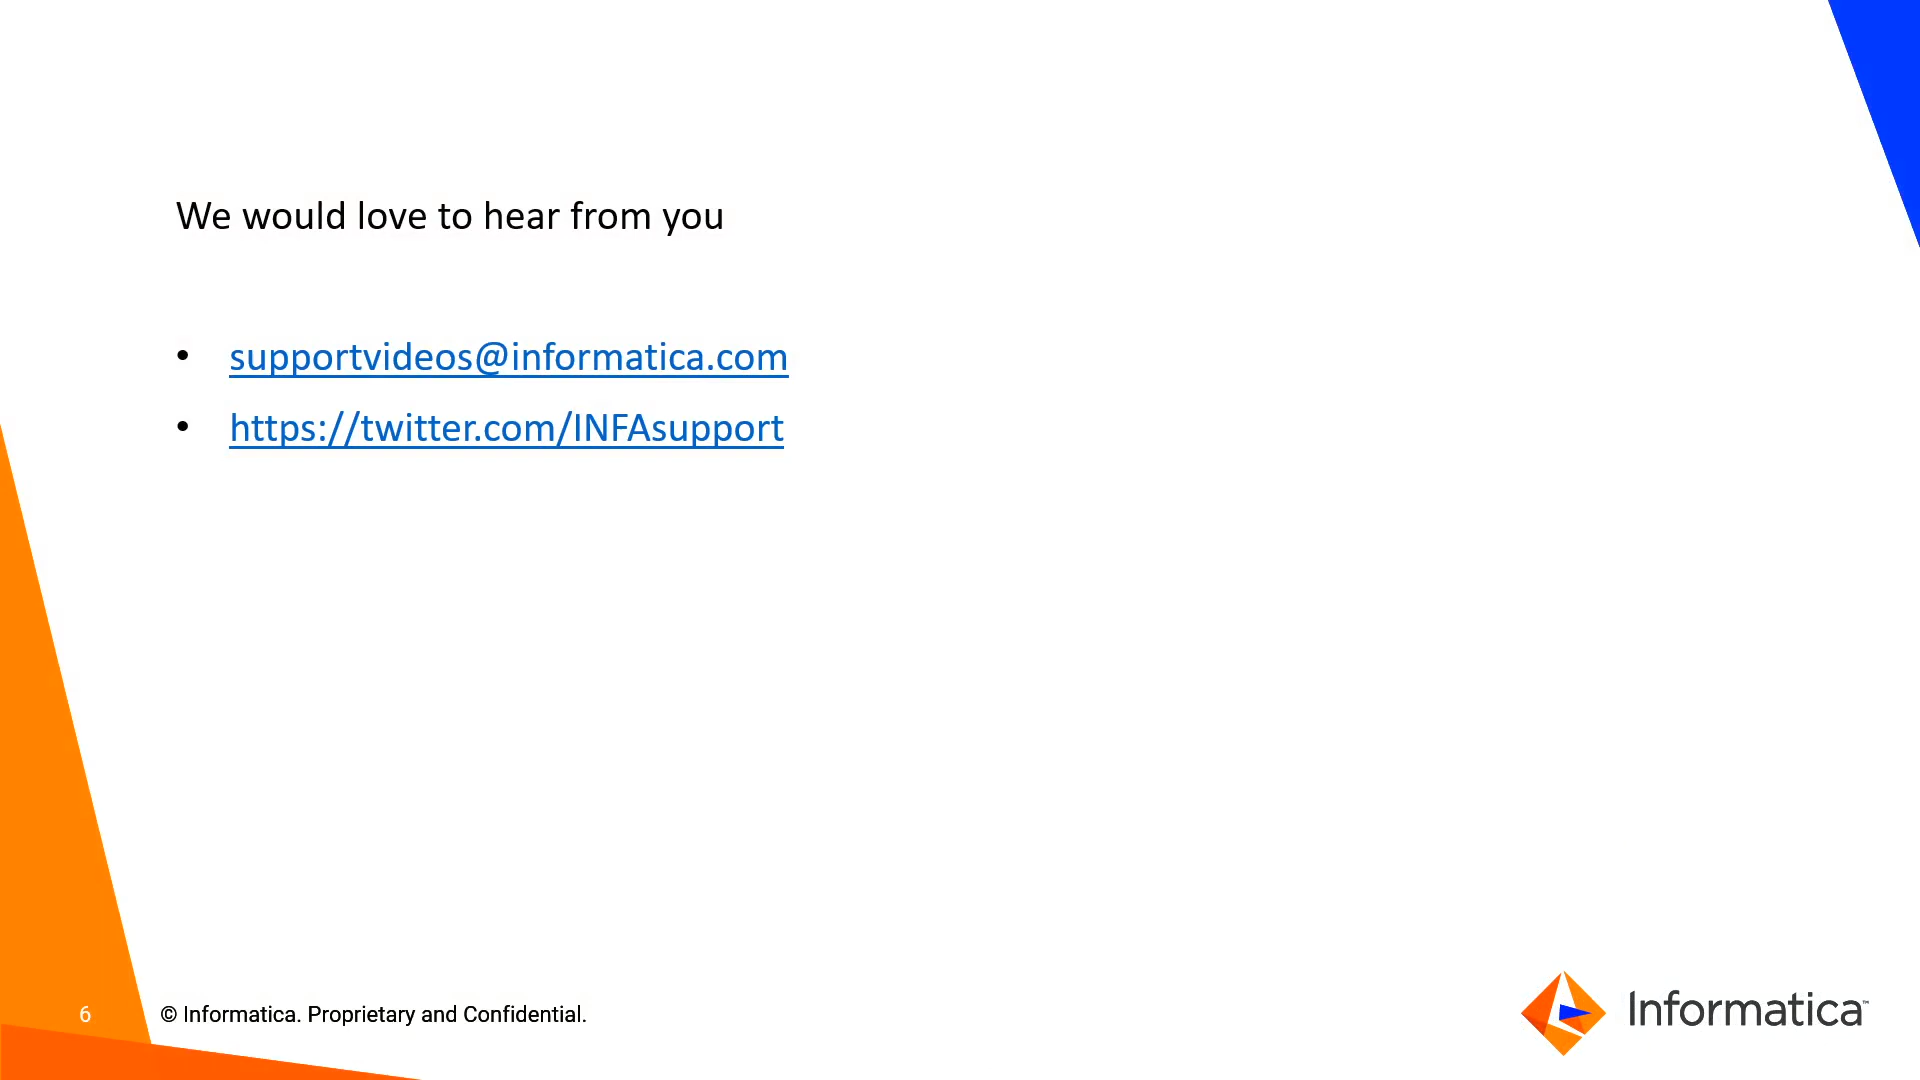 We would love to hear from you
• supportvideos@informatica.com
• https://twitter.com/INFAsupport
6
© Informatica. Proprietary and Confidential.
Informatica™